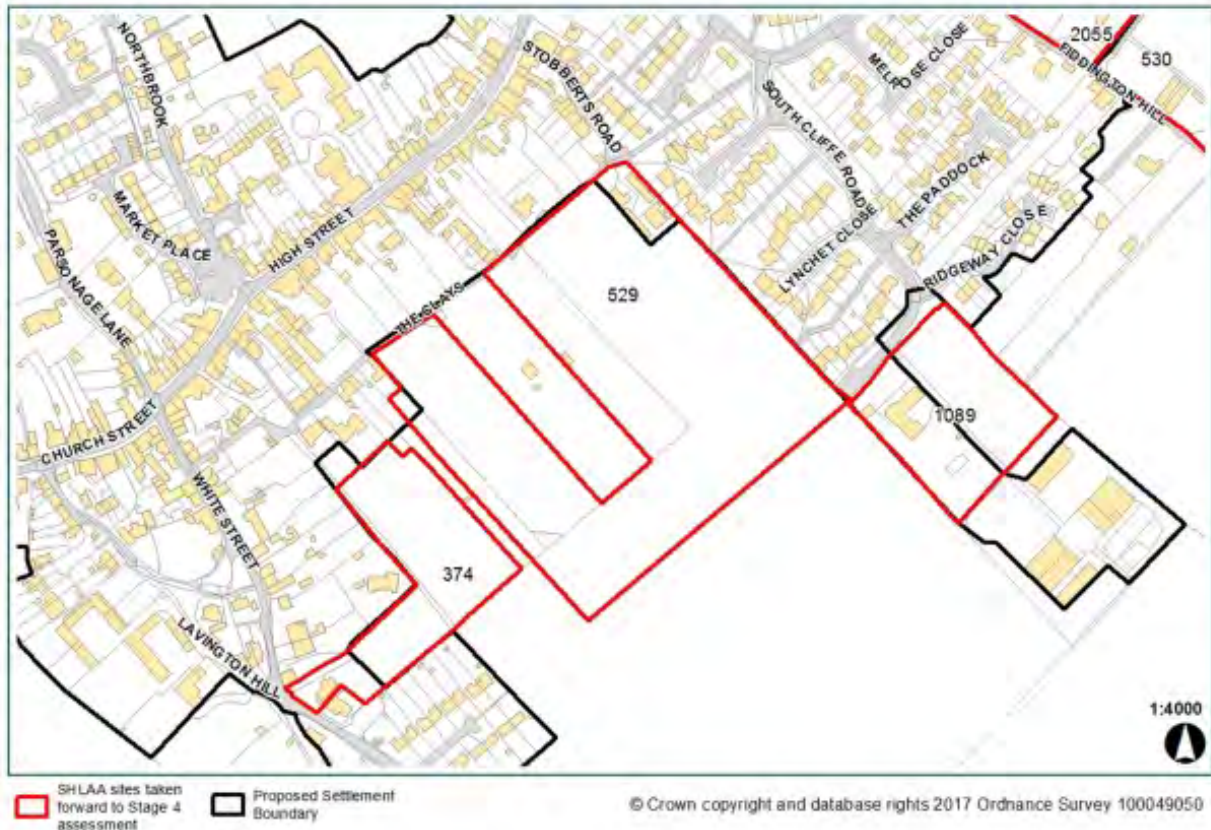 2055
530
FIDDINGTON HILL
NORTHBROOK
STOBBERTS ROAD
MELROSE CLOSE
SOUTHCLIFFE ROAD
MARKET PLACE
HIGH STREET
THE PADDOCK
LYNCHET CLOSE
RIDGEWAY CLOSE
PARSONAGE LANE
THE CLAYS
529
1089
CHURCH STREET
WHITE STREET
374
LAVINGTON HILL
1:4000
SHLAA sites taken
forward to Stage 4
assessment
Proposed Settlement
Boundary
© Crown copyright and database rights 2017 Ordnance Survey 100049050